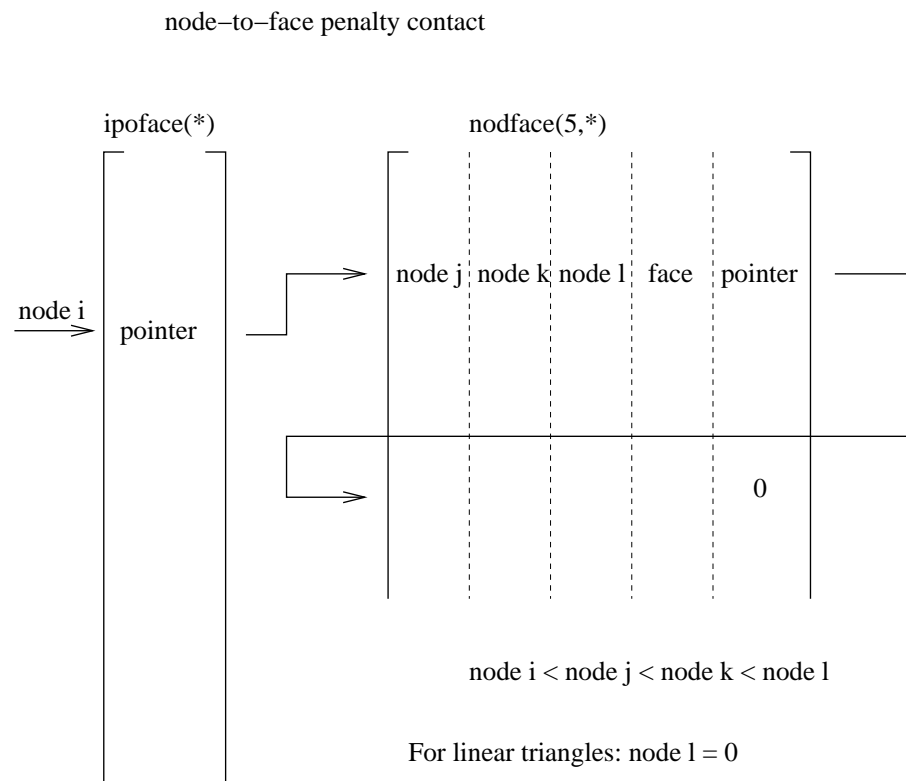 node−to−face penalty contact
ipoface(*)
nodface(5,*)
node j node k node l face pointer
node i
pointer
0
node i < node j < node k < node l
For linear triangles: node l = 0